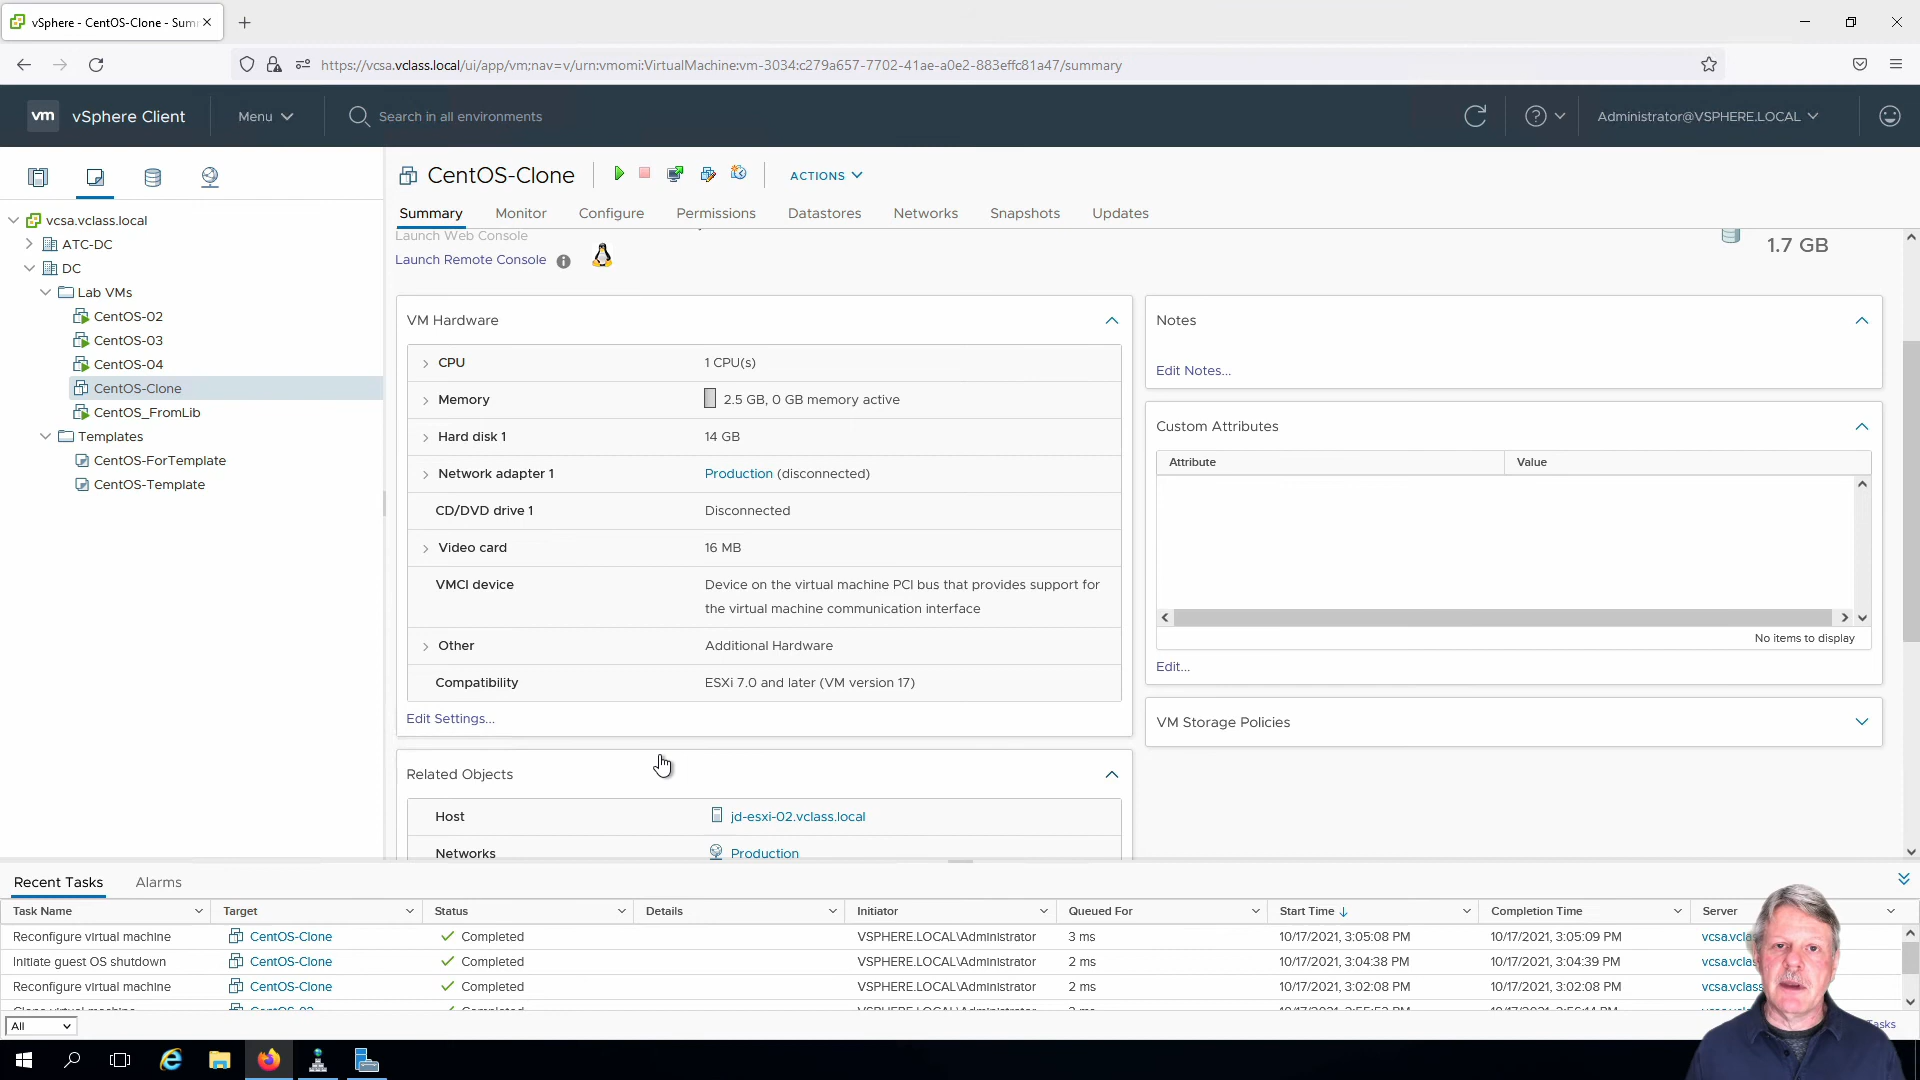 vSphere - CentOS-Clone - Sum
https://vcsa.vclass.local/ui/app/vm;nav=v/urn:vmomi:VirtualMachine:vm-3034:c279a657-7702-41ae-a0e2-883effc81a47/summary
vm vSphere Client Menu Search in all environments Administrator@VSPHERE.LOCAL
CentOS-Clone ACTIONS
Summary Monitor Configure Permissions Datastores Networks Snapshots Updates
vcsa.vclass.local
ATC-DC
DC
Lab VMs
CentOS-02
CentOS-03
CentOS-04
CentOS-Clone
CentOS_FromLib
Templates
CentOS-ForTemplate
CentOS-Template
Launch Web Console
Launch Remote Console
1.7 GB
VM Hardware
CPU 1 CPU(s)
Memory 2.5 GB, 0 GB memory active
Hard disk 1 14 GB
Network adapter 1 Production (disconnected)
CD/DVD drive 1 Disconnected
Video card 16 MB
VMCI device Device on the virtual machine PCI bus that provides support for
the virtual machine communication interface
Other Additional Hardware
Compatibility ESXi 7.0 and later (VM version 17)
Edit Settings...
Related Objects
Host jd-esxi-02.vclass.local
Networks Production
Notes
Edit Notes...
Custom Attributes
Attribute Value
No items to display
Edit...
VM Storage Policies
Recent Tasks Alarms
Task Name Target Status Details Initiator Queued For Start Time Completion Time Server
Reconfigure virtual machine CentOS-Clone Completed VSPHERE.LOCAL\Administrator 3 ms 10/17/2021, 3:05:08 PM 10/17/2021, 3:05:09 PM vcsa.vcla
Initiate guest OS shutdown CentOS-Clone Completed VSPHERE.LOCAL\Administrator 2 ms 10/17/2021, 3:04:38 PM 10/17/2021, 3:04:39 PM vcsa.vclas
Reconfigure virtual machine CentOS-Clone Completed VSPHERE.LOCAL\Administrator 2 ms 10/17/2021, 3:02:08 PM 10/17/2021, 3:02:08 PM vcsa.vclass
All Tasks